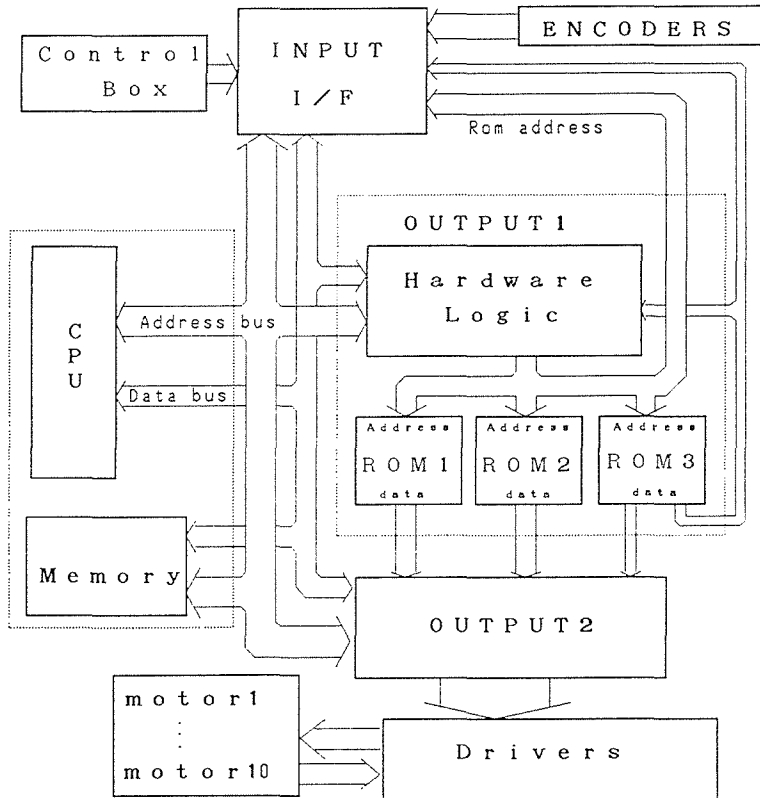 Control
Box
INPUT
I/F
ENCODERS
Rom address
OUTPUT1
Hardware
Logic
CPU
Address bus
Data bus
Address
ROM1
data
Address
ROM2
data
Address
ROM3
data
Memory
OUTPUT2
motor1
:
motor10
Drivers